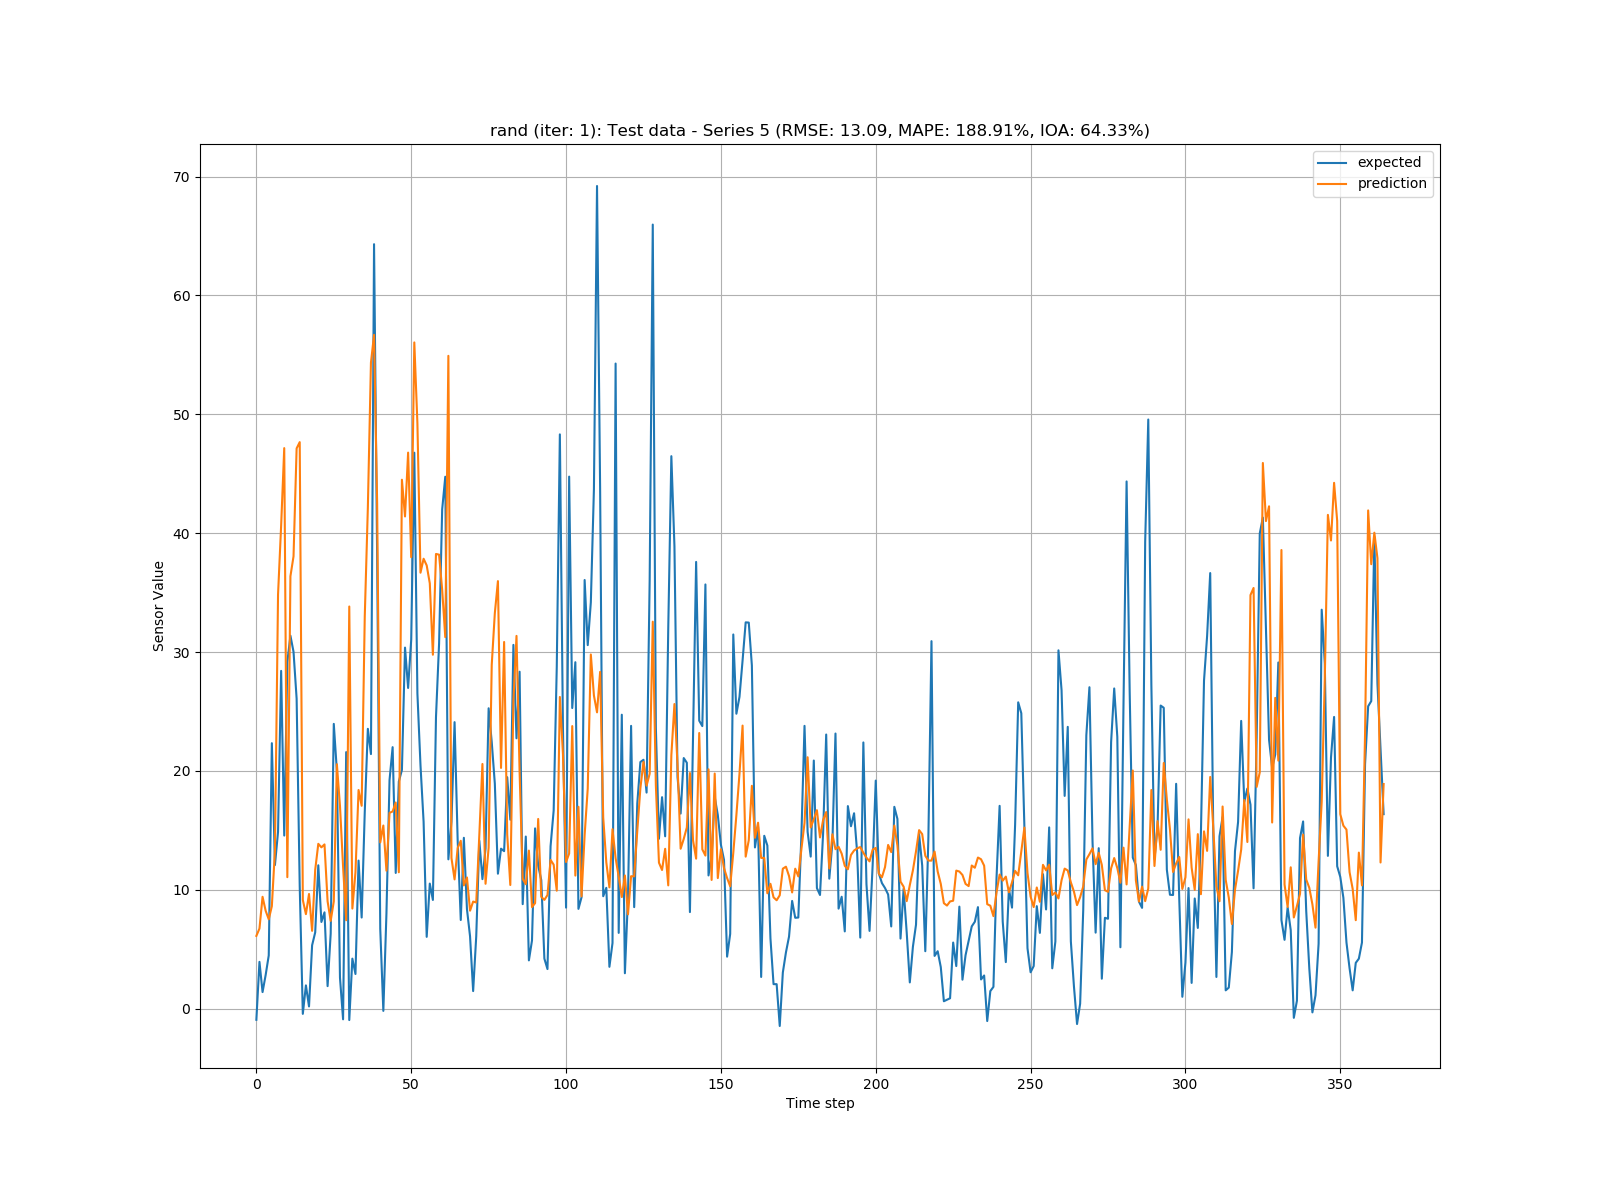 rand (iter: 1): Test data - Series 5 (RMSE: 13.09, MAPE: 188.91%, IOA: 64.33%)
expected
prediction
70
60
50
40
30
20
10
0
Sensor Value
0 50 100 150 200 250 300 350
Time step